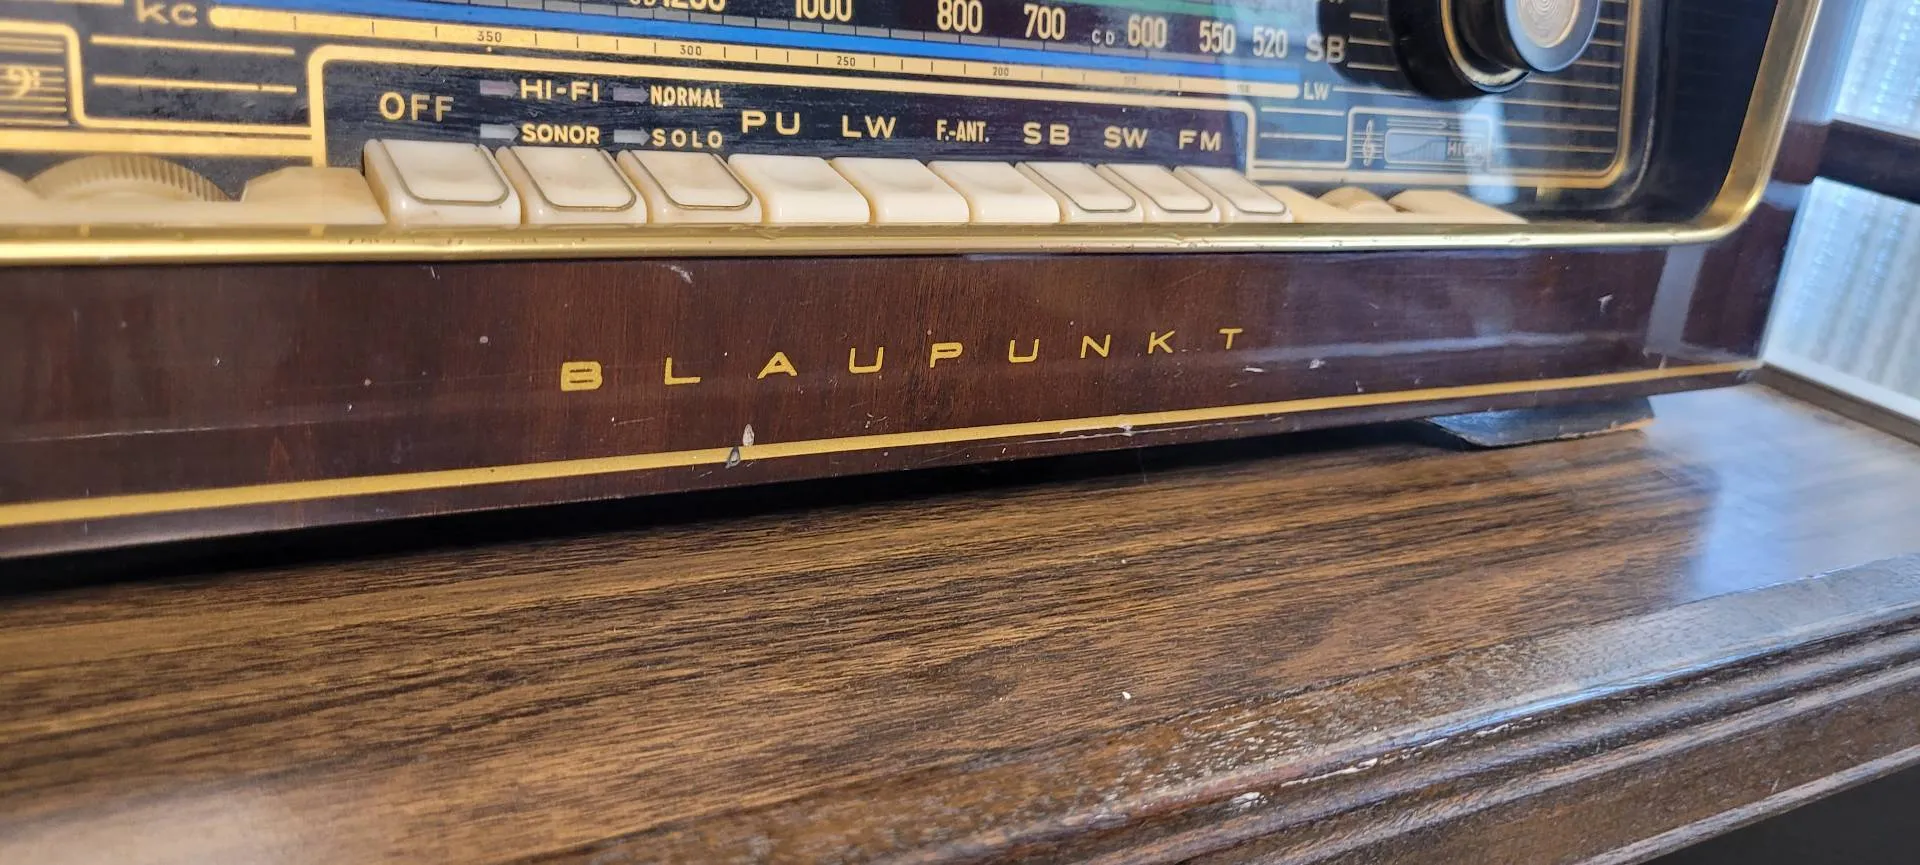 1000 800 700 CD 600 550 520 SB
kc 350 300 250 200 LW
OFF HI-FI NORMAL
SONOR SOLO PU LW F.-ANT. SB SW FM
HIGH
BLAUPUNKT